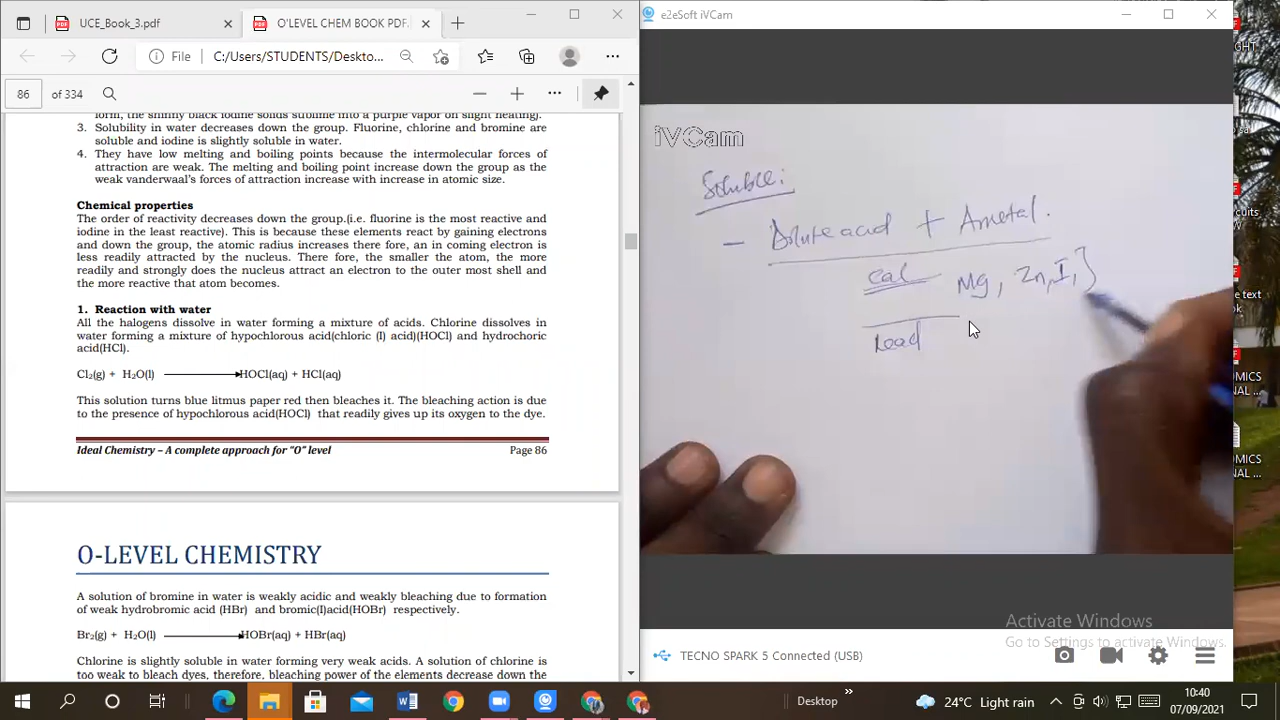 UCE_Book_3.pdf
O'LEVEL CHEM BOOK PDF.
File C:/Users/STUDENTS/Deskto...
86 of 334
form, the shinny black iodine solids sublime into a purple vapor on slight heating).
3. Solubility in water decreases down the group. Fluorine, chlorine and bromine are
soluble and iodine is slightly soluble in water.
4. They have low melting and boiling points because the intermolecular forces of
attraction are weak. The melting and boiling point increase down the group as the
weak vanderwaal's forces of attraction increase with increase in atomic size.
Chemical properties
The order of reactivity decreases down the group.(i.e. fluorine is the most reactive and
iodine in the least reactive). This is because these elements react by gaining electrons
and down the group, the atomic radius increases there fore, an in coming electron is
less readily attracted by the nucleus. There fore, the smaller the atom, the more
readily and strongly does the nucleus attract an electron to the outer most shell and
the more reactive that atom becomes.
1. Reaction with water
All the halogens dissolve in water forming a mixture of acids. Chlorine dissolves in
water forming a mixture of hypochlorous acid(chloric (I) acid)(HOCl) and hydrochoric
acid(HCl).
Cl₂(g) + H₂O(l) ⟶ HOCl(aq) + HCl(aq)
This solution turns blue litmus paper red then bleaches it. The bleaching action is due
to the presence of hypochlorous acid(HOCl) that readily gives up its oxygen to the dye.
Ideal Chemistry – A complete approach for "O" level Page 86
O-LEVEL CHEMISTRY
A solution of bromine in water is weakly acidic and weakly bleaching due to formation
of weak hydrobromic acid (HBr) and bromic(I)acid(HOBr) respectively.
Br₂(g) + H₂O(l) ⟶ HOBr(aq) + HBr(aq)
Chlorine is slightly soluble in water forming very weak acids. A solution of chlorine is
too weak to bleach dyes, therefore, bleaching power of the elements decrease down the
e2eSoft iVCam
iVCam
Soluble:
- Dilute acid + A metal.
cal Mg, Zn, I, }
Lead
Activate Windows
Go to Settings to activate Windows.
TECNO SPARK 5 Connected (USB)
Desktop
24°C Light rain
10:40
07/09/2021